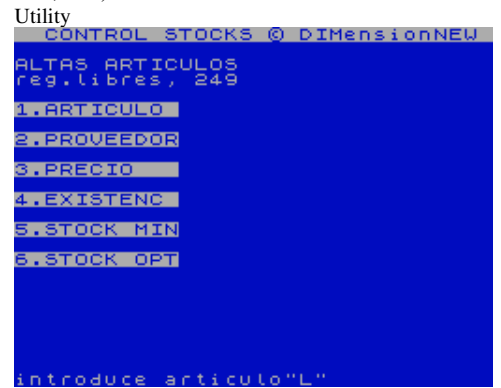 Utility
CONTROL STOCKS © DIMensionNEW
ALTAS ARTICULOS
reg.libres, 249
1.ARTICULO
2.PROVEEDOR
3.PRECIO
4.EXISTENC
5.STOCK MIN
6.STOCK OPT
introduce articulo"L"